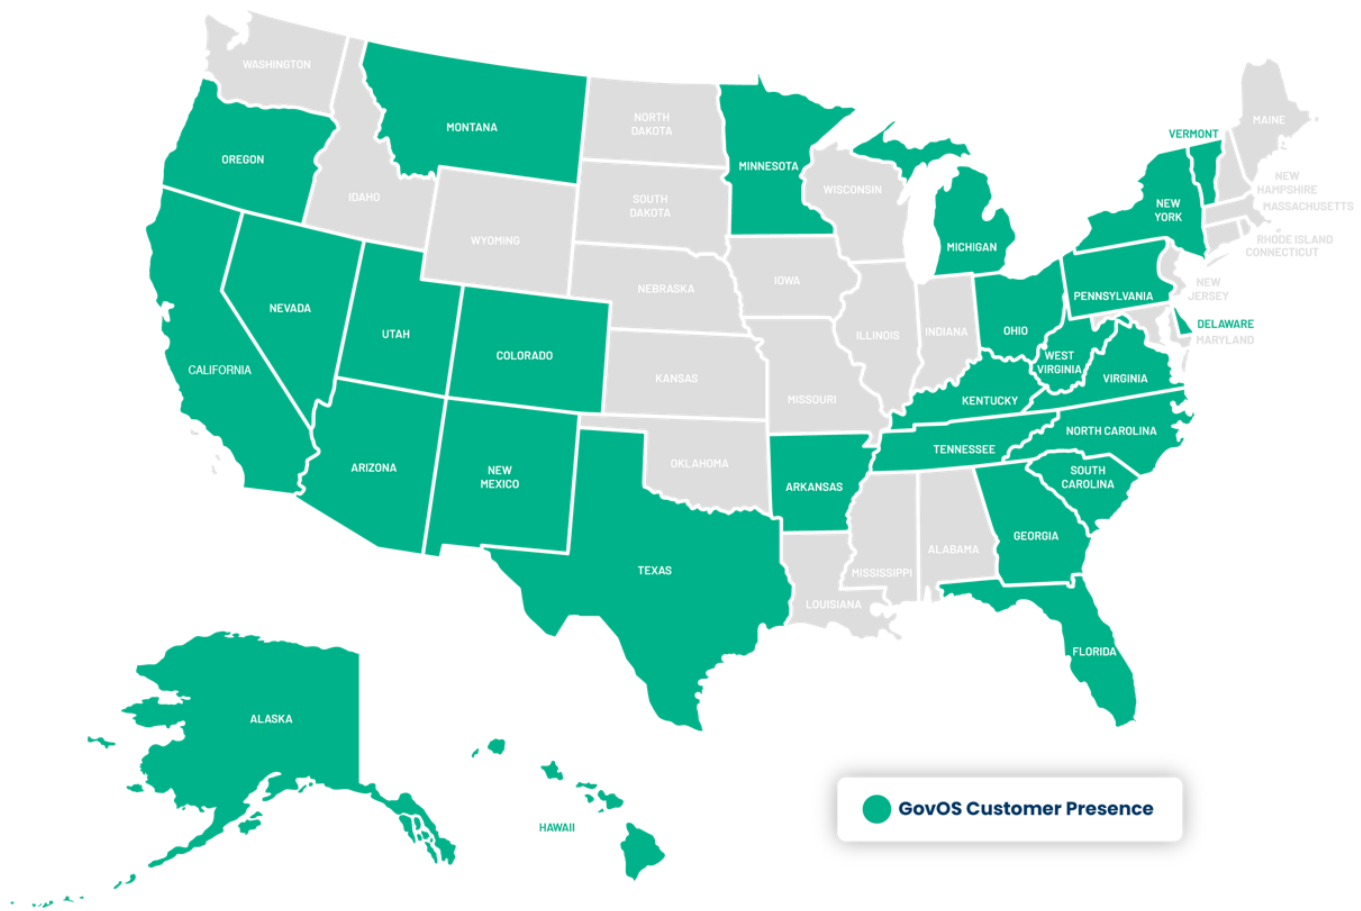 WASHINGTON
MONTANA
NORTH
DAKOTA
MINNESOTA
OREGON
IDAHO
WYOMING
SOUTH
DAKOTA
WISCONSIN
MICHIGAN
VERMONT
MAINE
NEW
HAMPSHIRE
MASSACHUSETTS
NEW
YORK
RHODE ISLAND
CONNECTICUT
NEVADA
UTAH
COLORADO
NEBRASKA
IOWA
ILLINOIS
INDIANA
OHIO
PENNSYLVANIA
NEW
JERSEY
DELAWARE
MARYLAND
CALIFORNIA
KANSAS
MISSOURI
KENTUCKY
WEST
VIRGINIA
VIRGINIA
ARIZONA
NEW
MEXICO
OKLAHOMA
ARKANSAS
TENNESSEE
NORTH CAROLINA
SOUTH
CAROLINA
TEXAS
LOUISIANA
MISSISSIPPI
ALABAMA
GEORGIA
FLORIDA
ALASKA
HAWAII
GovOS Customer Presence